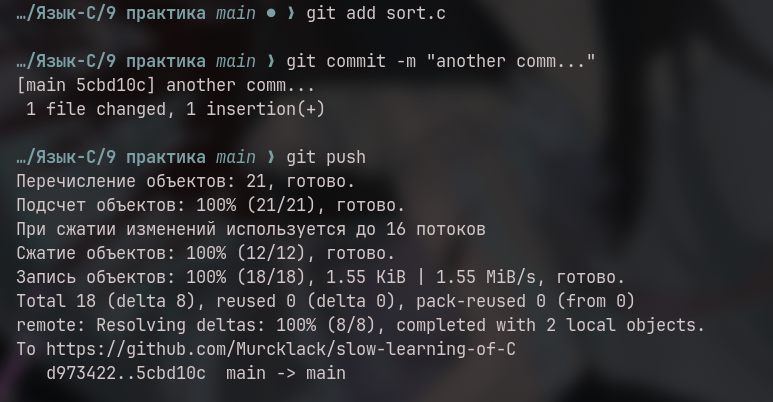 …/Язык-C/9 практика main ● ❯ git add sort.c
…/Язык-C/9 практика main ❯ git commit -m "another comm..."
[main 5cbd10c] another comm...
1 file changed, 1 insertion(+)
…/Язык-C/9 практика main ❯ git push
Перечисление объектов: 21, готово.
Подсчет объектов: 100% (21/21), готово.
При сжатии изменений используется до 16 потоков
Сжатие объектов: 100% (12/12), готово.
Запись объектов: 100% (18/18), 1.55 KiB | 1.55 MiB/s, готово.
Total 18 (delta 8), reused 0 (delta 0), pack-reused 0 (from 0)
remote: Resolving deltas: 100% (8/8), completed with 2 local objects.
To https://github.com/Murcklack/slow-learning-of-C
d973422..5cbd10c  main -> main